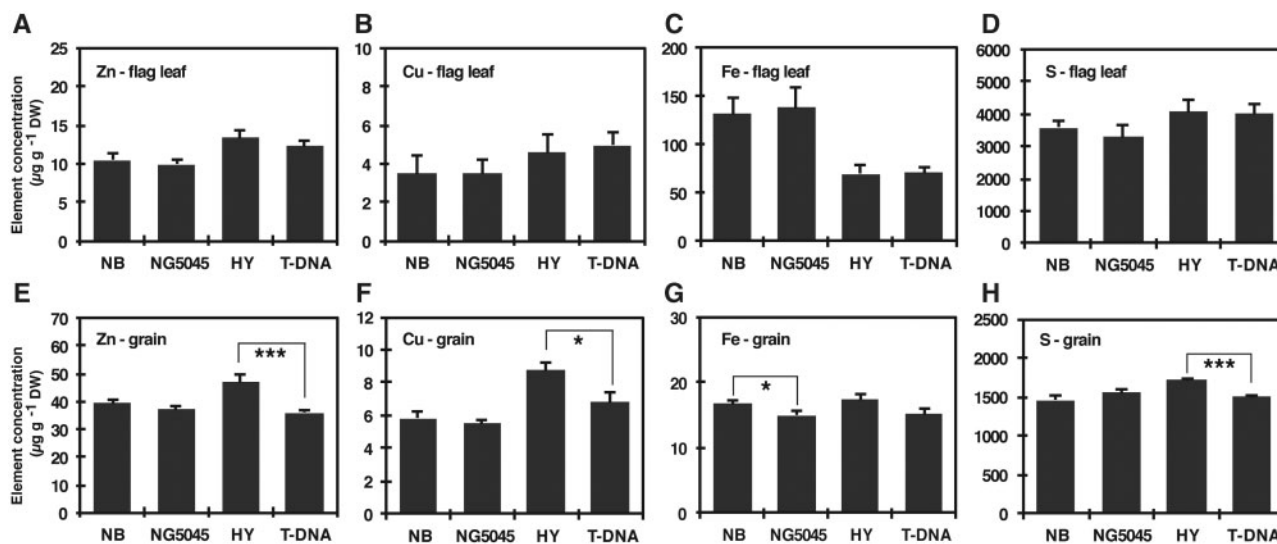 A
B
C
D
Element concentration
(µg g -1 DW)
25
20
15
10
5
0
Zn - flag leaf
NB NG5045 HY T-DNA
10
8
6
4
2
0
Cu - flag leaf
NB NG5045 HY T-DNA
200
150
100
50
0
Fe - flag leaf
NB NG5045 HY T-DNA
6000
5000
4000
3000
2000
1000
0
S - flag leaf
NB NG5045 HY T-DNA
E
F
G
H
Element concentration
(µg g -1 DW)
70
60
50
40
30
20
10
0
Zn - grain
***
NB NG5045 HY T-DNA
12
10
8
6
4
2
0
Cu - grain
*
NB NG5045 HY T-DNA
30
20
10
0
Fe - grain
*
NB NG5045 HY T-DNA
2500
2000
1500
1000
500
0
S - grain
***
NB NG5045 HY T-DNA